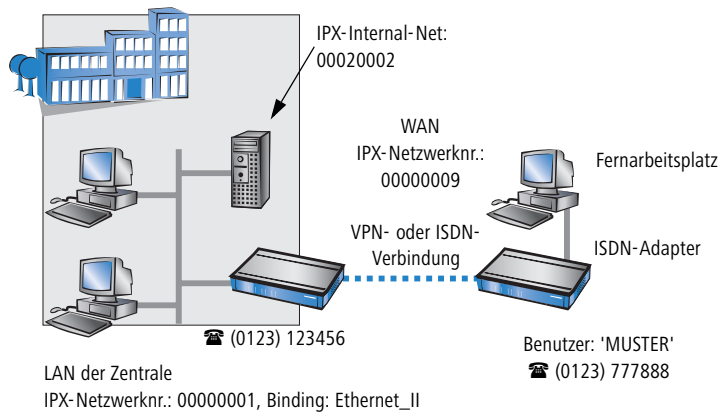 IPX-Internal-Net:
00020002
WAN
IPX-Netzwerknr.:
00000009
Fernarbeitsplatz
VPN- oder ISDN-
Verbindung
ISDN-Adapter
☎ (0123) 123456
Benutzer: 'MUSTER'
☎ (0123) 777888
LAN der Zentrale
IPX-Netzwerknr.: 00000001, Binding: Ethernet_II